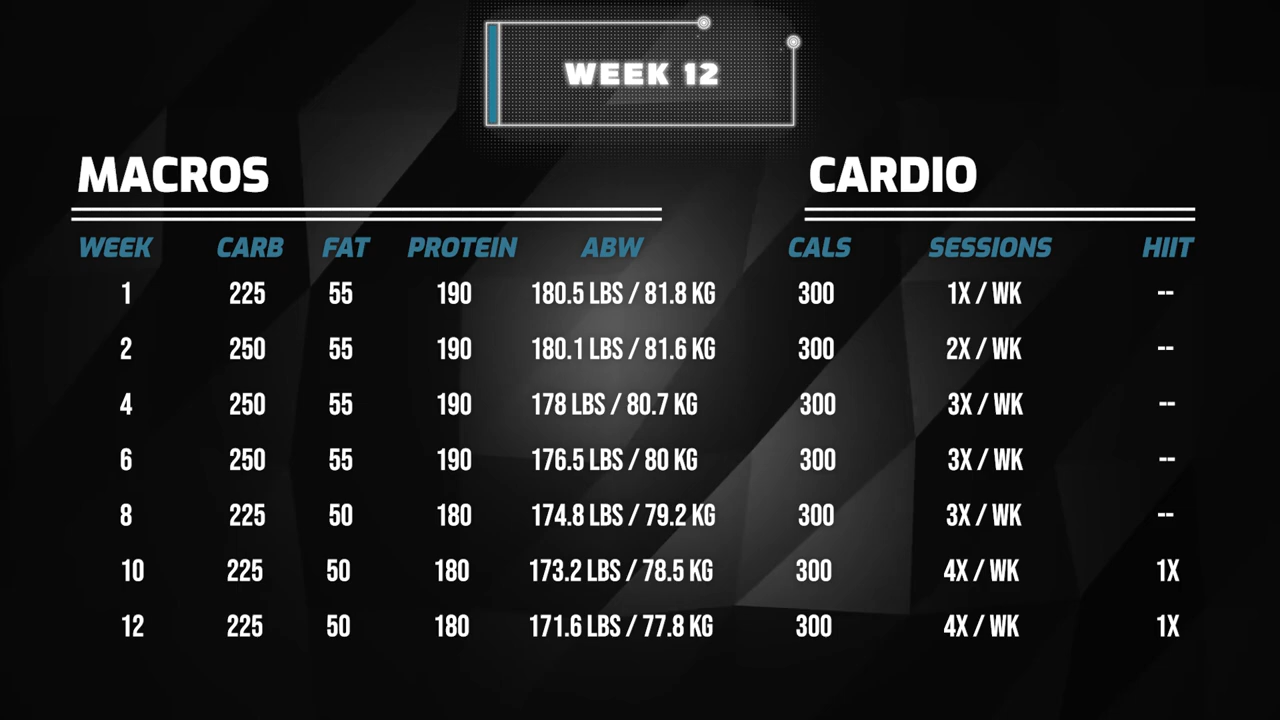 WEEK 12
MACROS CARDIO
WEEK CARB FAT PROTEIN ABW CALS SESSIONS HIIT
1 225 55 190 180.5 LBS / 81.8 KG 300 1X / WK --
2 250 55 190 180.1 LBS / 81.6 KG 300 2X / WK --
4 250 55 190 178 LBS / 80.7 KG 300 3X / WK --
6 250 55 190 176.5 LBS / 80 KG 300 3X / WK --
8 225 50 180 174.8 LBS / 79.2 KG 300 3X / WK --
10 225 50 180 173.2 LBS / 78.5 KG 300 4X / WK 1X
12 225 50 180 171.6 LBS / 77.8 KG 300 4X / WK 1X